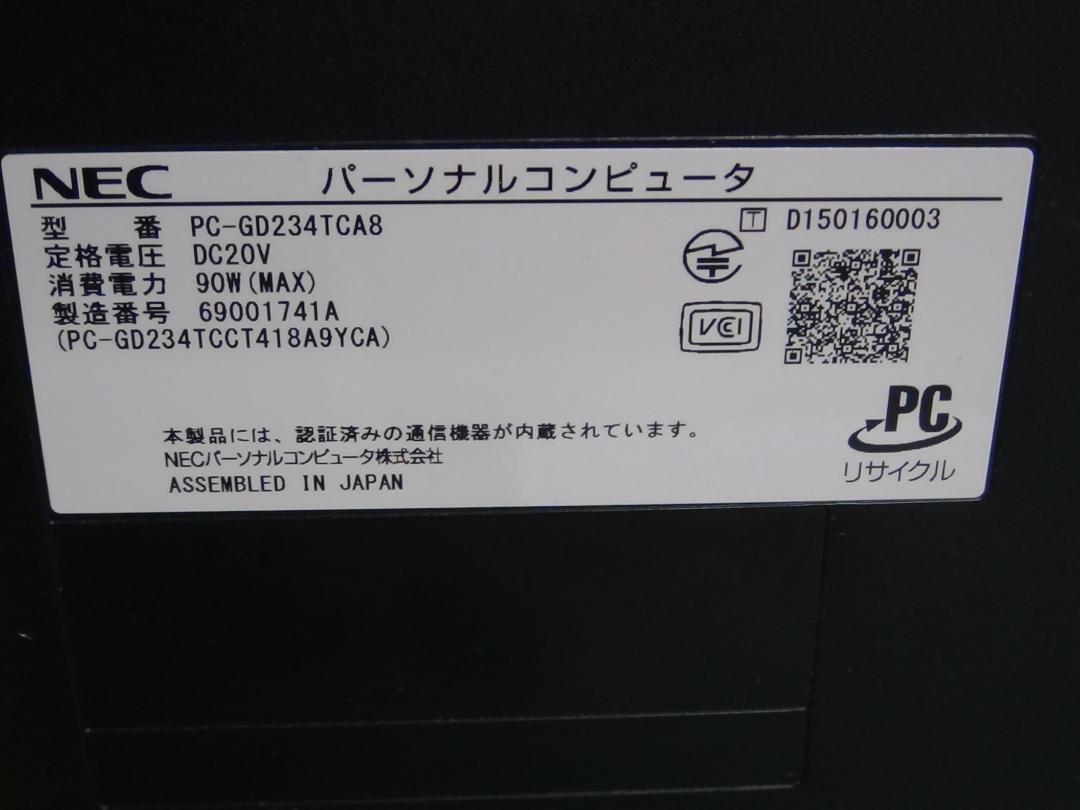 NEC パーソナルコンピュータ
型 番 PC-GD234TCA8
T D150160003
定格電圧 DC20V
消費電力 90W(MAX)
製造番号 69001741A
(PC-GD234TCCT418A9YCA)
VCI
PC
リサイクル
本製品には、認証済みの通信機器が内蔵されています。
NECパーソナルコンピュータ株式会社
ASSEMBLED IN JAPAN